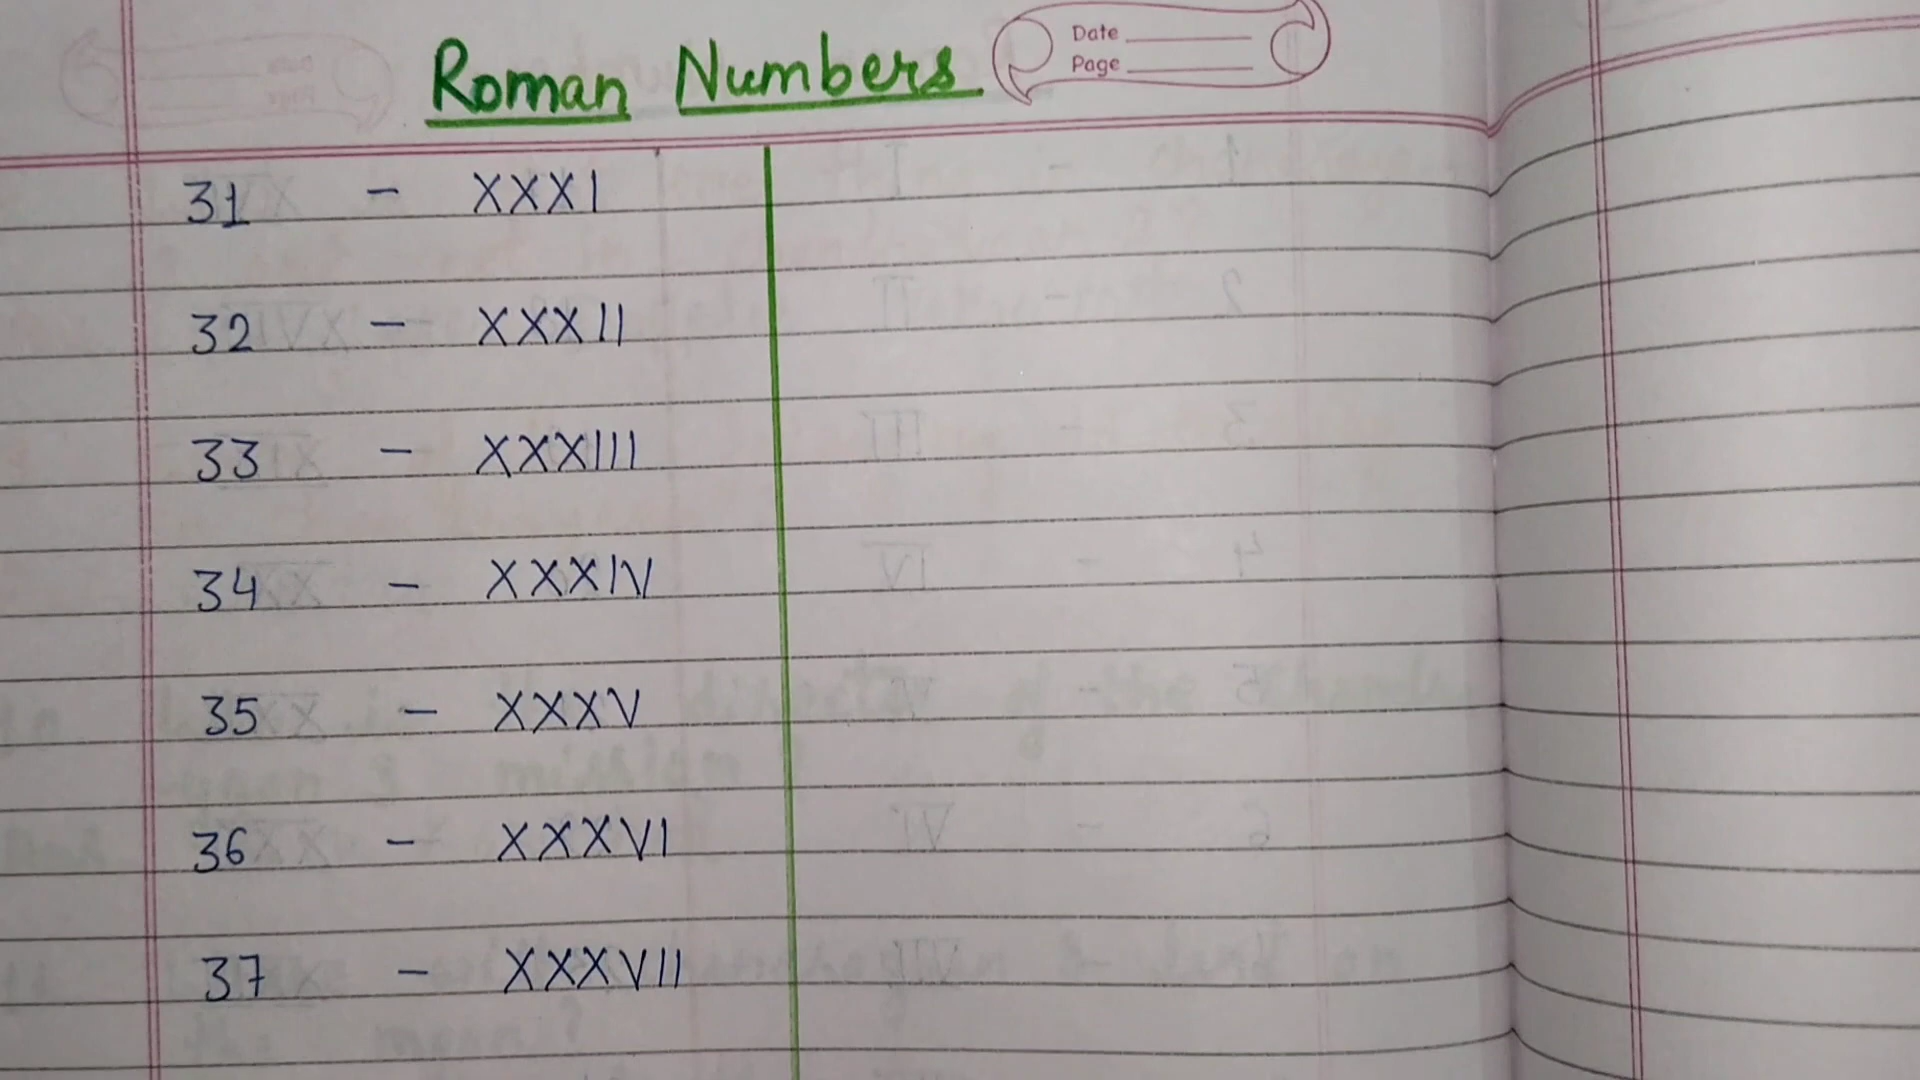 Roman Numbers
Date
Page
31 - XXXI
32 - XXXII
33 - XXXIII
34 - XXXIV
35 - XXXV
36 - XXXVI
37 - XXXVII